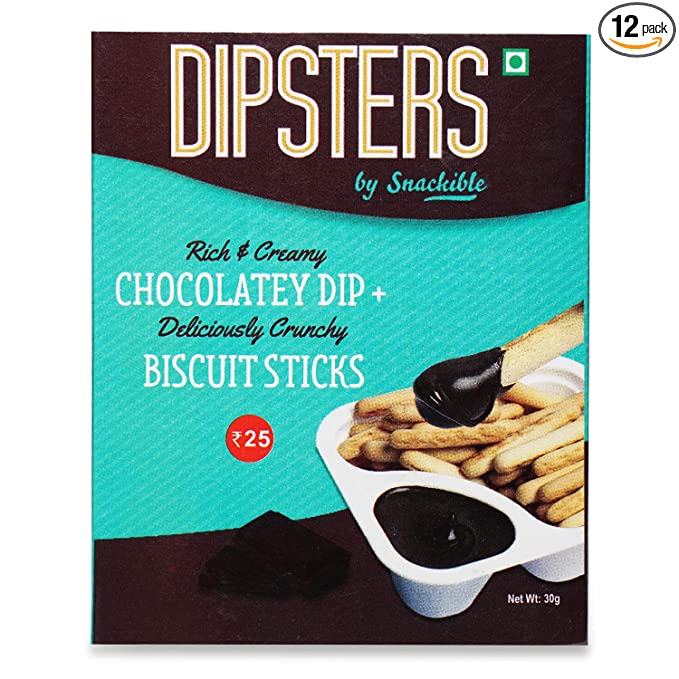 12 pack
DIPSTERS
by Snackible
Rich & Creamy
CHOCOLATEY DIP +
Deliciously Crunchy
BISCUIT STICKS
₹25
Net Wt: 30g